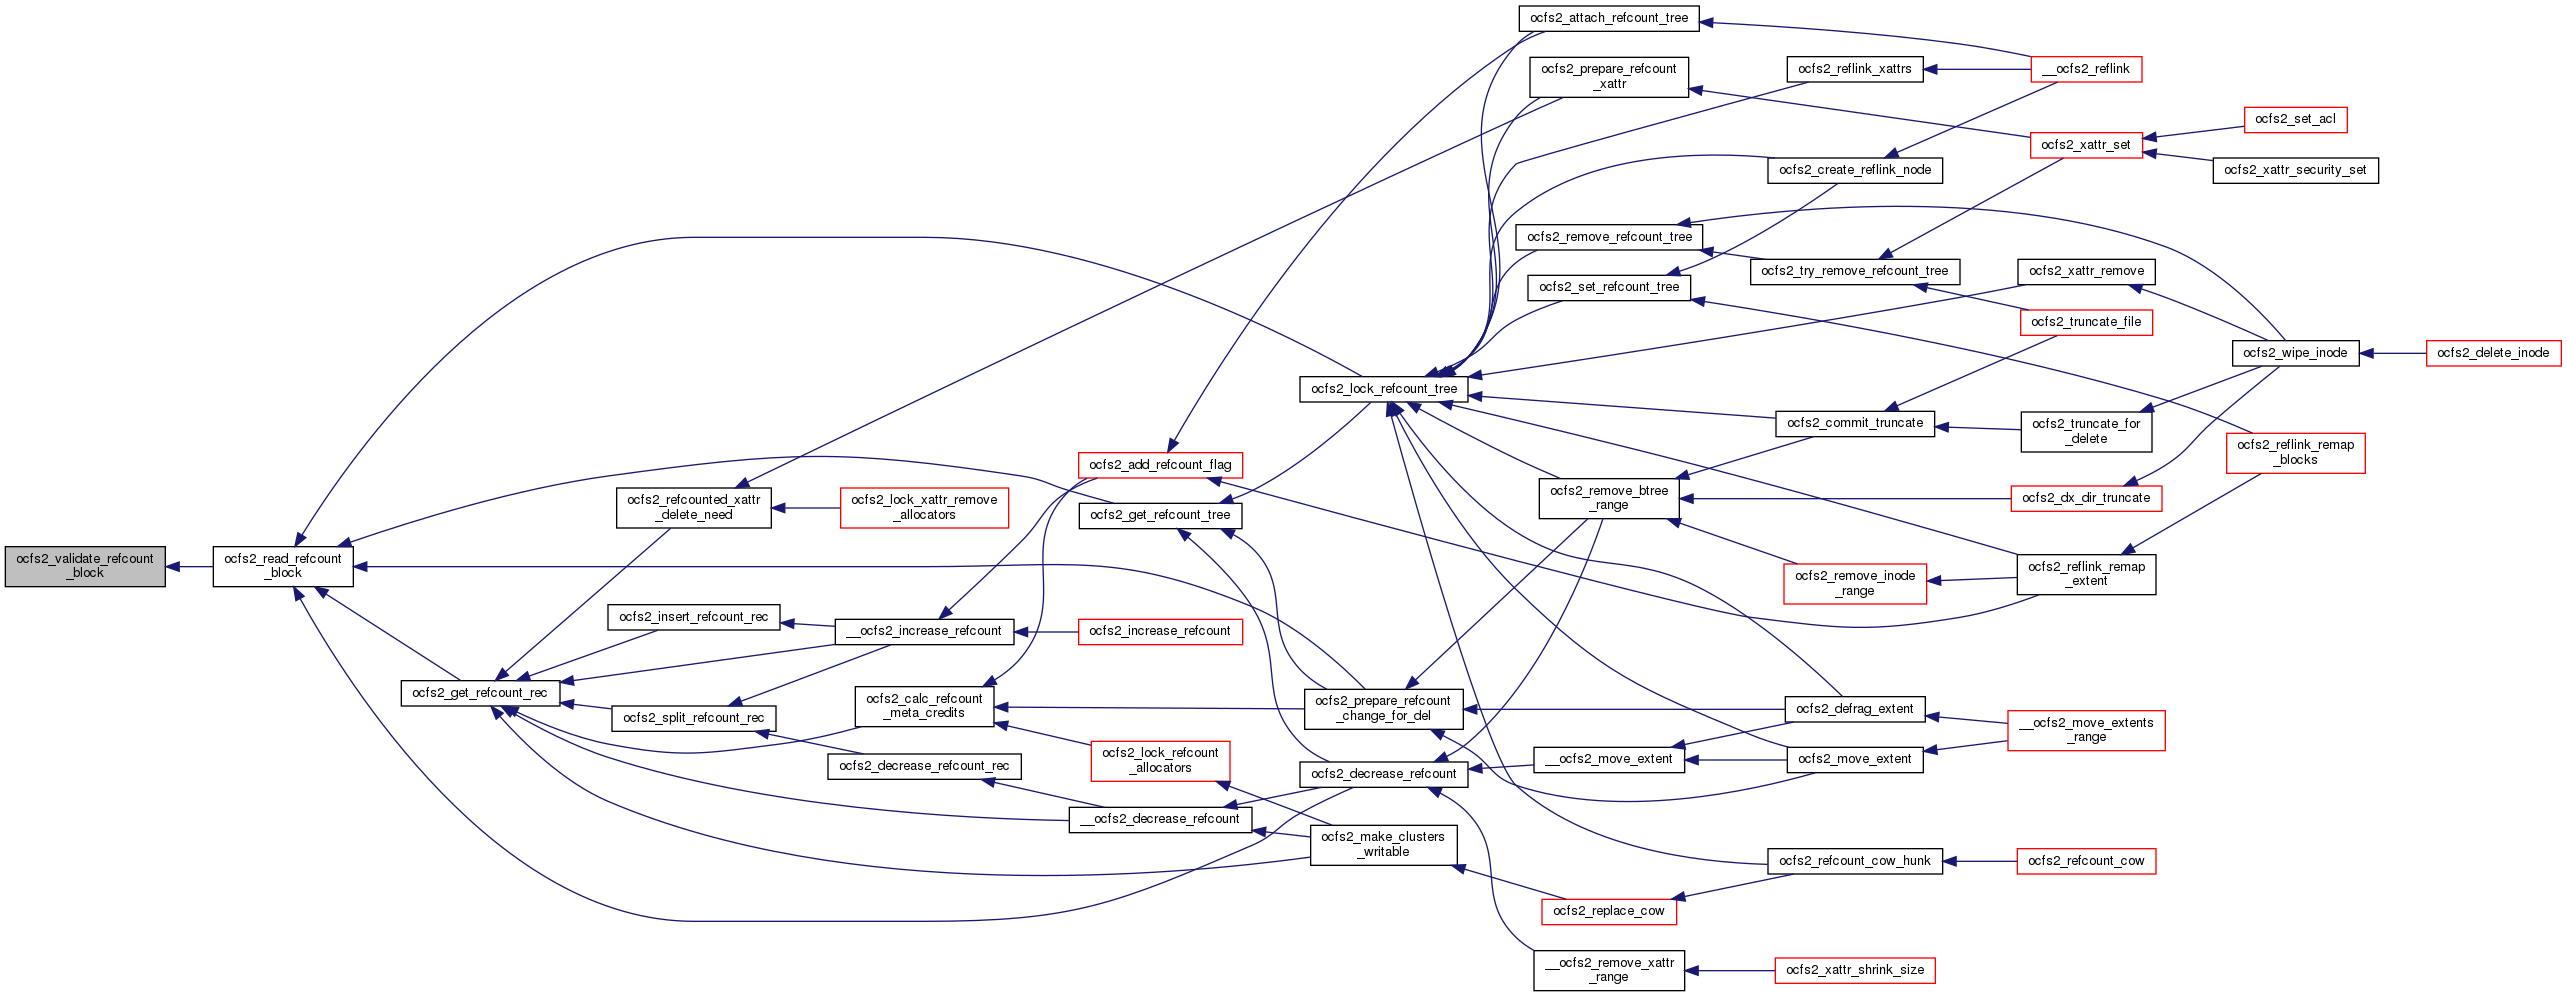 ocfs2_validate_refcount
_block
ocfs2_read_refcount
_block
ocfs2_get_refcount_rec
ocfs2_refcounted_xattr
_delete_need
ocfs2_insert_refcount_rec
ocfs2_split_refcount_rec
ocfs2_lock_xattr_remove
_allocators
__ocfs2_increase_refcount
ocfs2_calc_refcount
_meta_credits
ocfs2_decrease_refcount_rec
ocfs2_add_refcount_flag
ocfs2_get_refcount_tree
ocfs2_increase_refcount
ocfs2_lock_refcount
_allocators
__ocfs2_decrease_refcount
ocfs2_lock_refcount_tree
ocfs2_prepare_refcount
_change_for_del
ocfs2_decrease_refcount
ocfs2_make_clusters
_writable
ocfs2_attach_refcount_tree
ocfs2_prepare_refcount
_xattr
ocfs2_remove_refcount_tree
ocfs2_set_refcount_tree
ocfs2_remove_btree
_range
__ocfs2_move_extent
ocfs2_replace_cow
__ocfs2_remove_xattr
_range
ocfs2_reflink_xattrs
ocfs2_create_reflink_node
ocfs2_try_remove_refcount_tree
ocfs2_commit_truncate
ocfs2_remove_inode
_range
ocfs2_defrag_extent
ocfs2_move_extent
ocfs2_refcount_cow_hunk
ocfs2_xattr_shrink_size
__ocfs2_reflink
ocfs2_xattr_set
ocfs2_xattr_remove
ocfs2_truncate_file
ocfs2_truncate_for
_delete
ocfs2_dx_dir_truncate
ocfs2_reflink_remap
_extent
__ocfs2_move_extents
_range
ocfs2_refcount_cow
ocfs2_set_acl
ocfs2_xattr_security_set
ocfs2_wipe_inode
ocfs2_reflink_remap
_blocks
ocfs2_delete_inode